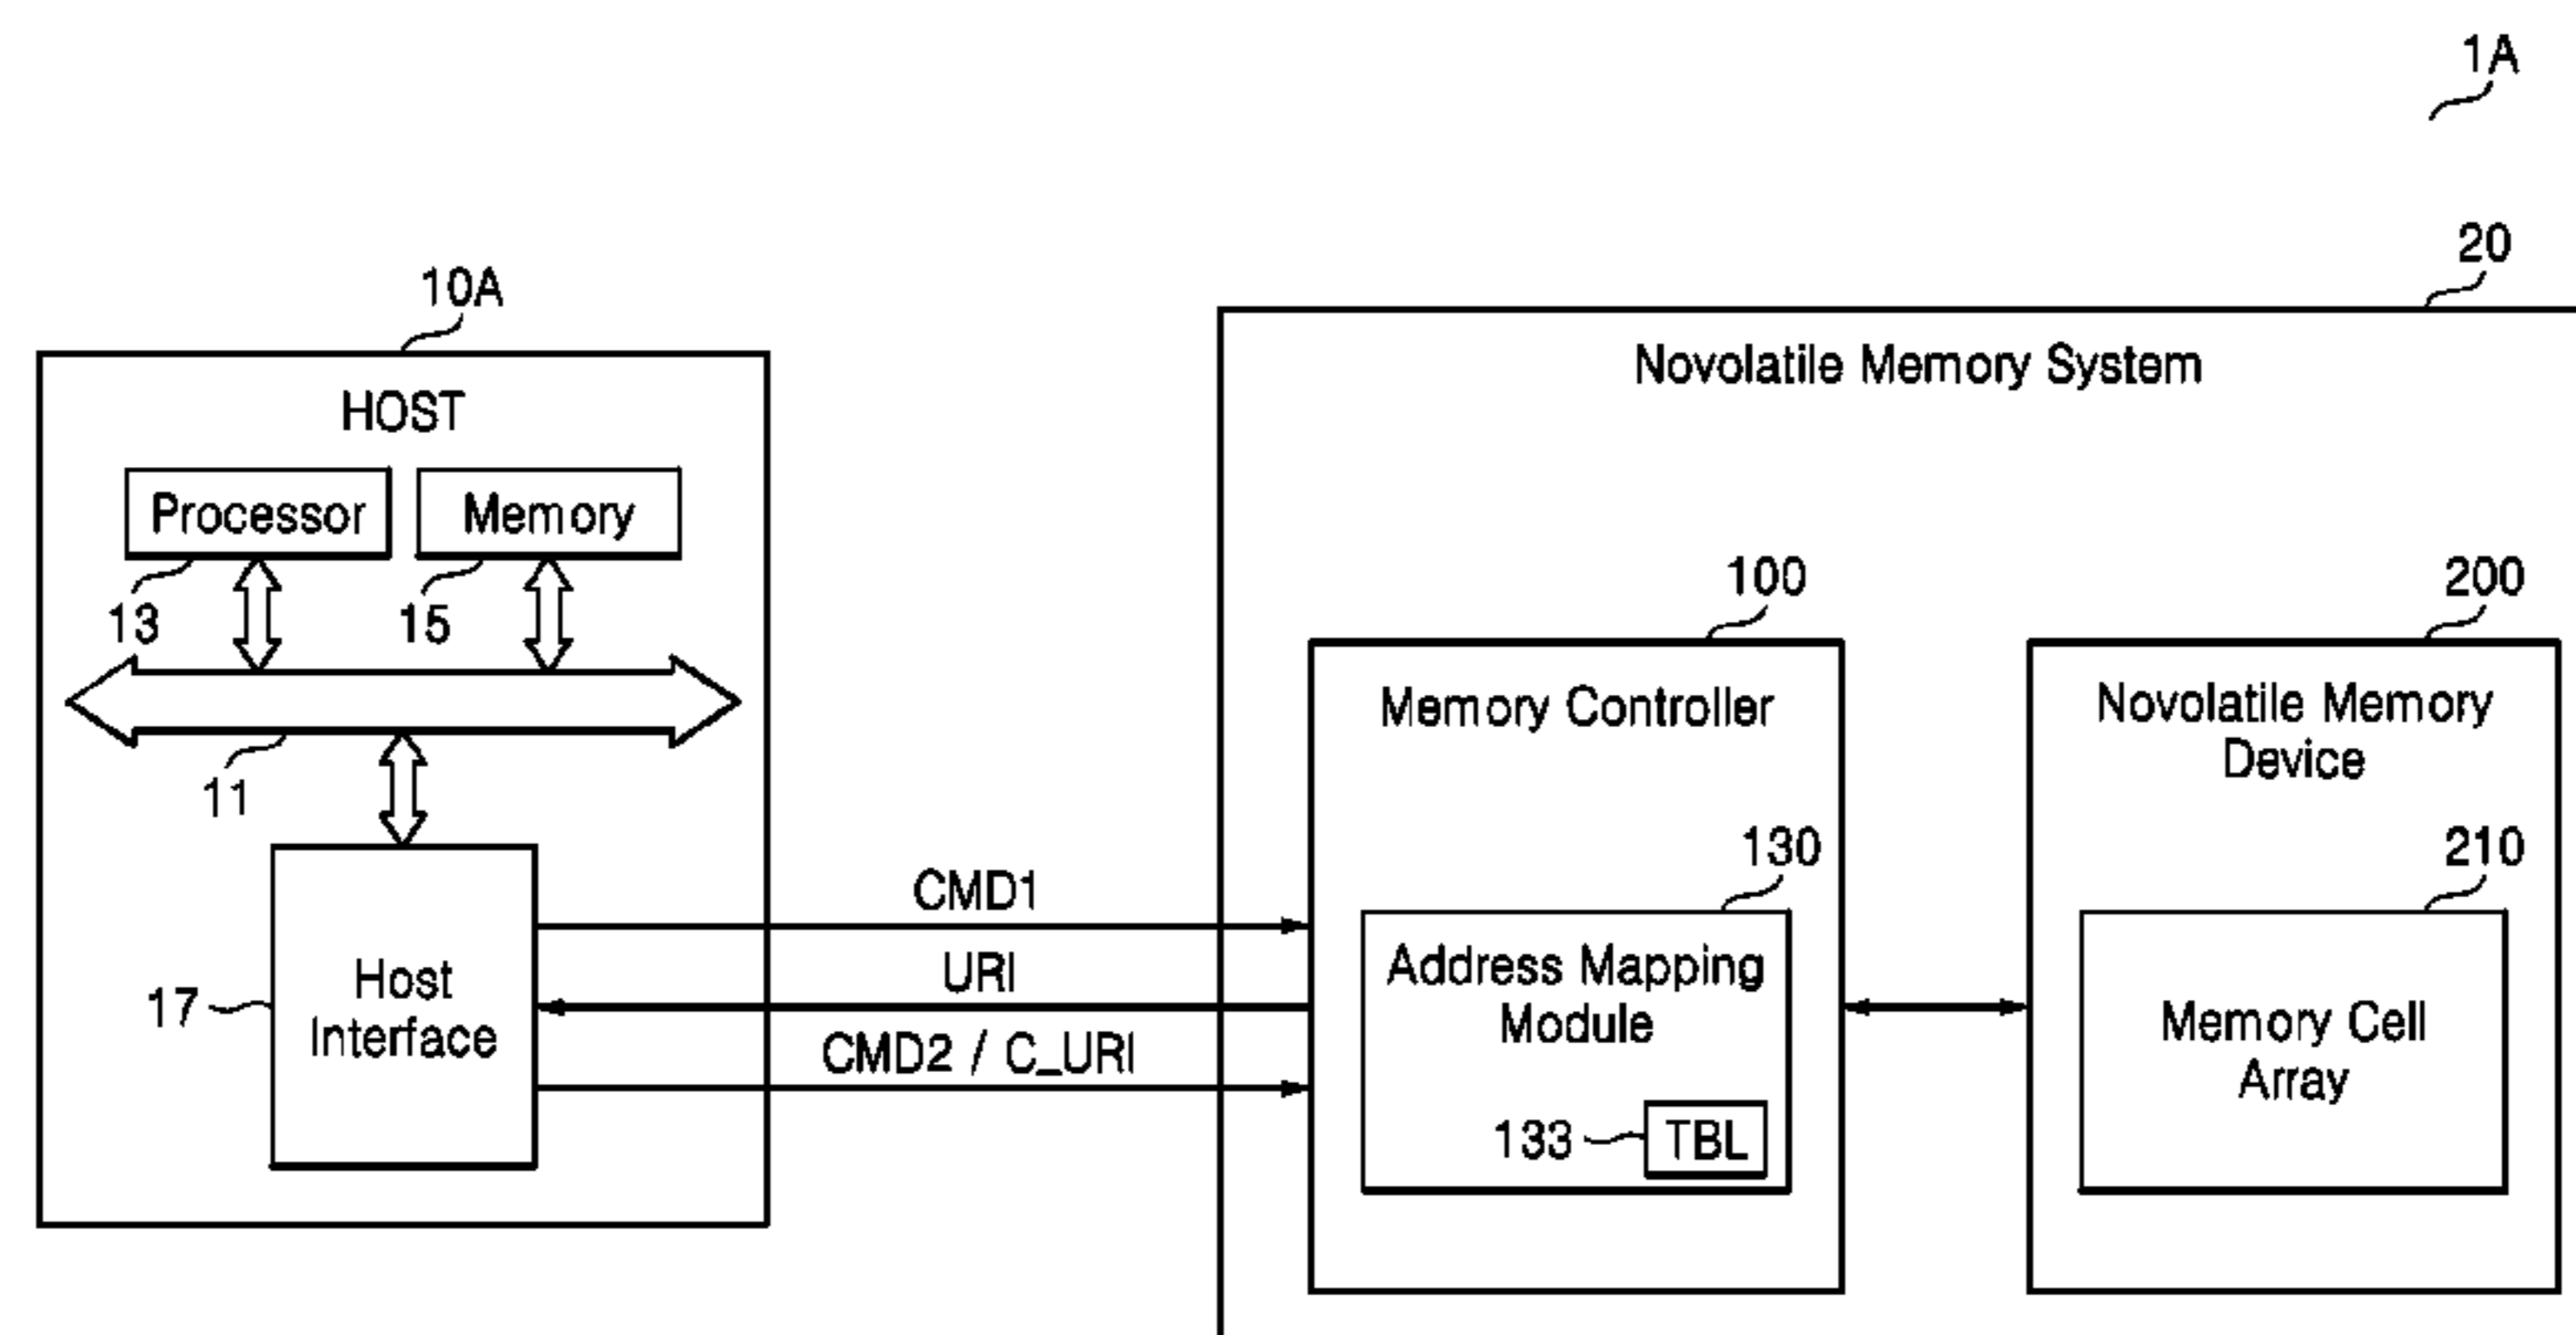 1A
20
10A
Novolatile Memory System
HOST
Processor
Memory
13
15
100
200
Memory Controller
Novolatile Memory
Device
11
130
210
CMD1
URI
CMD2 / C_URI
17
Host
Interface
Address Mapping
Module
133
TBL
Memory Cell
Array